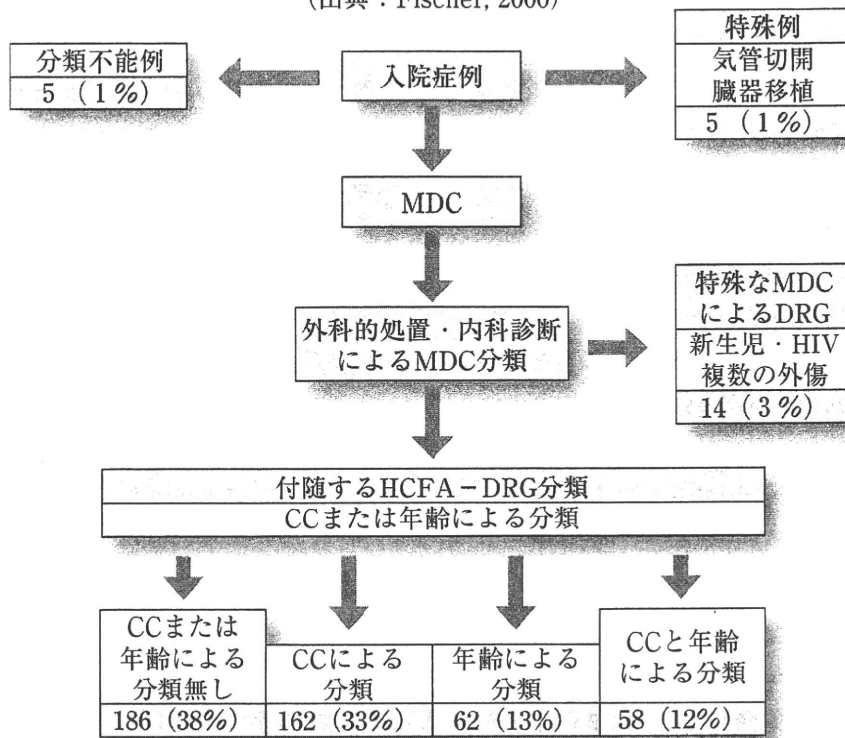 (出典：Fischer, 2000)
分類不能例
5 (1%)
入院症例
特殊例
気管切開
臓器移植
5 (1%)
MDC
外科的処置・内科診断
によるMDC分類
特殊なMDC
によるDRG
新生児・HIV
複数の外傷
14 (3%)
付随するHCFA－DRG分類
CCまたは年齢による分類
CCまたは
年齢による
分類無し
186 (38%)
CCによる
分類
162 (33%)
年齢による
分類
62 (13%)
CCと年齢
による分類
58 (12%)